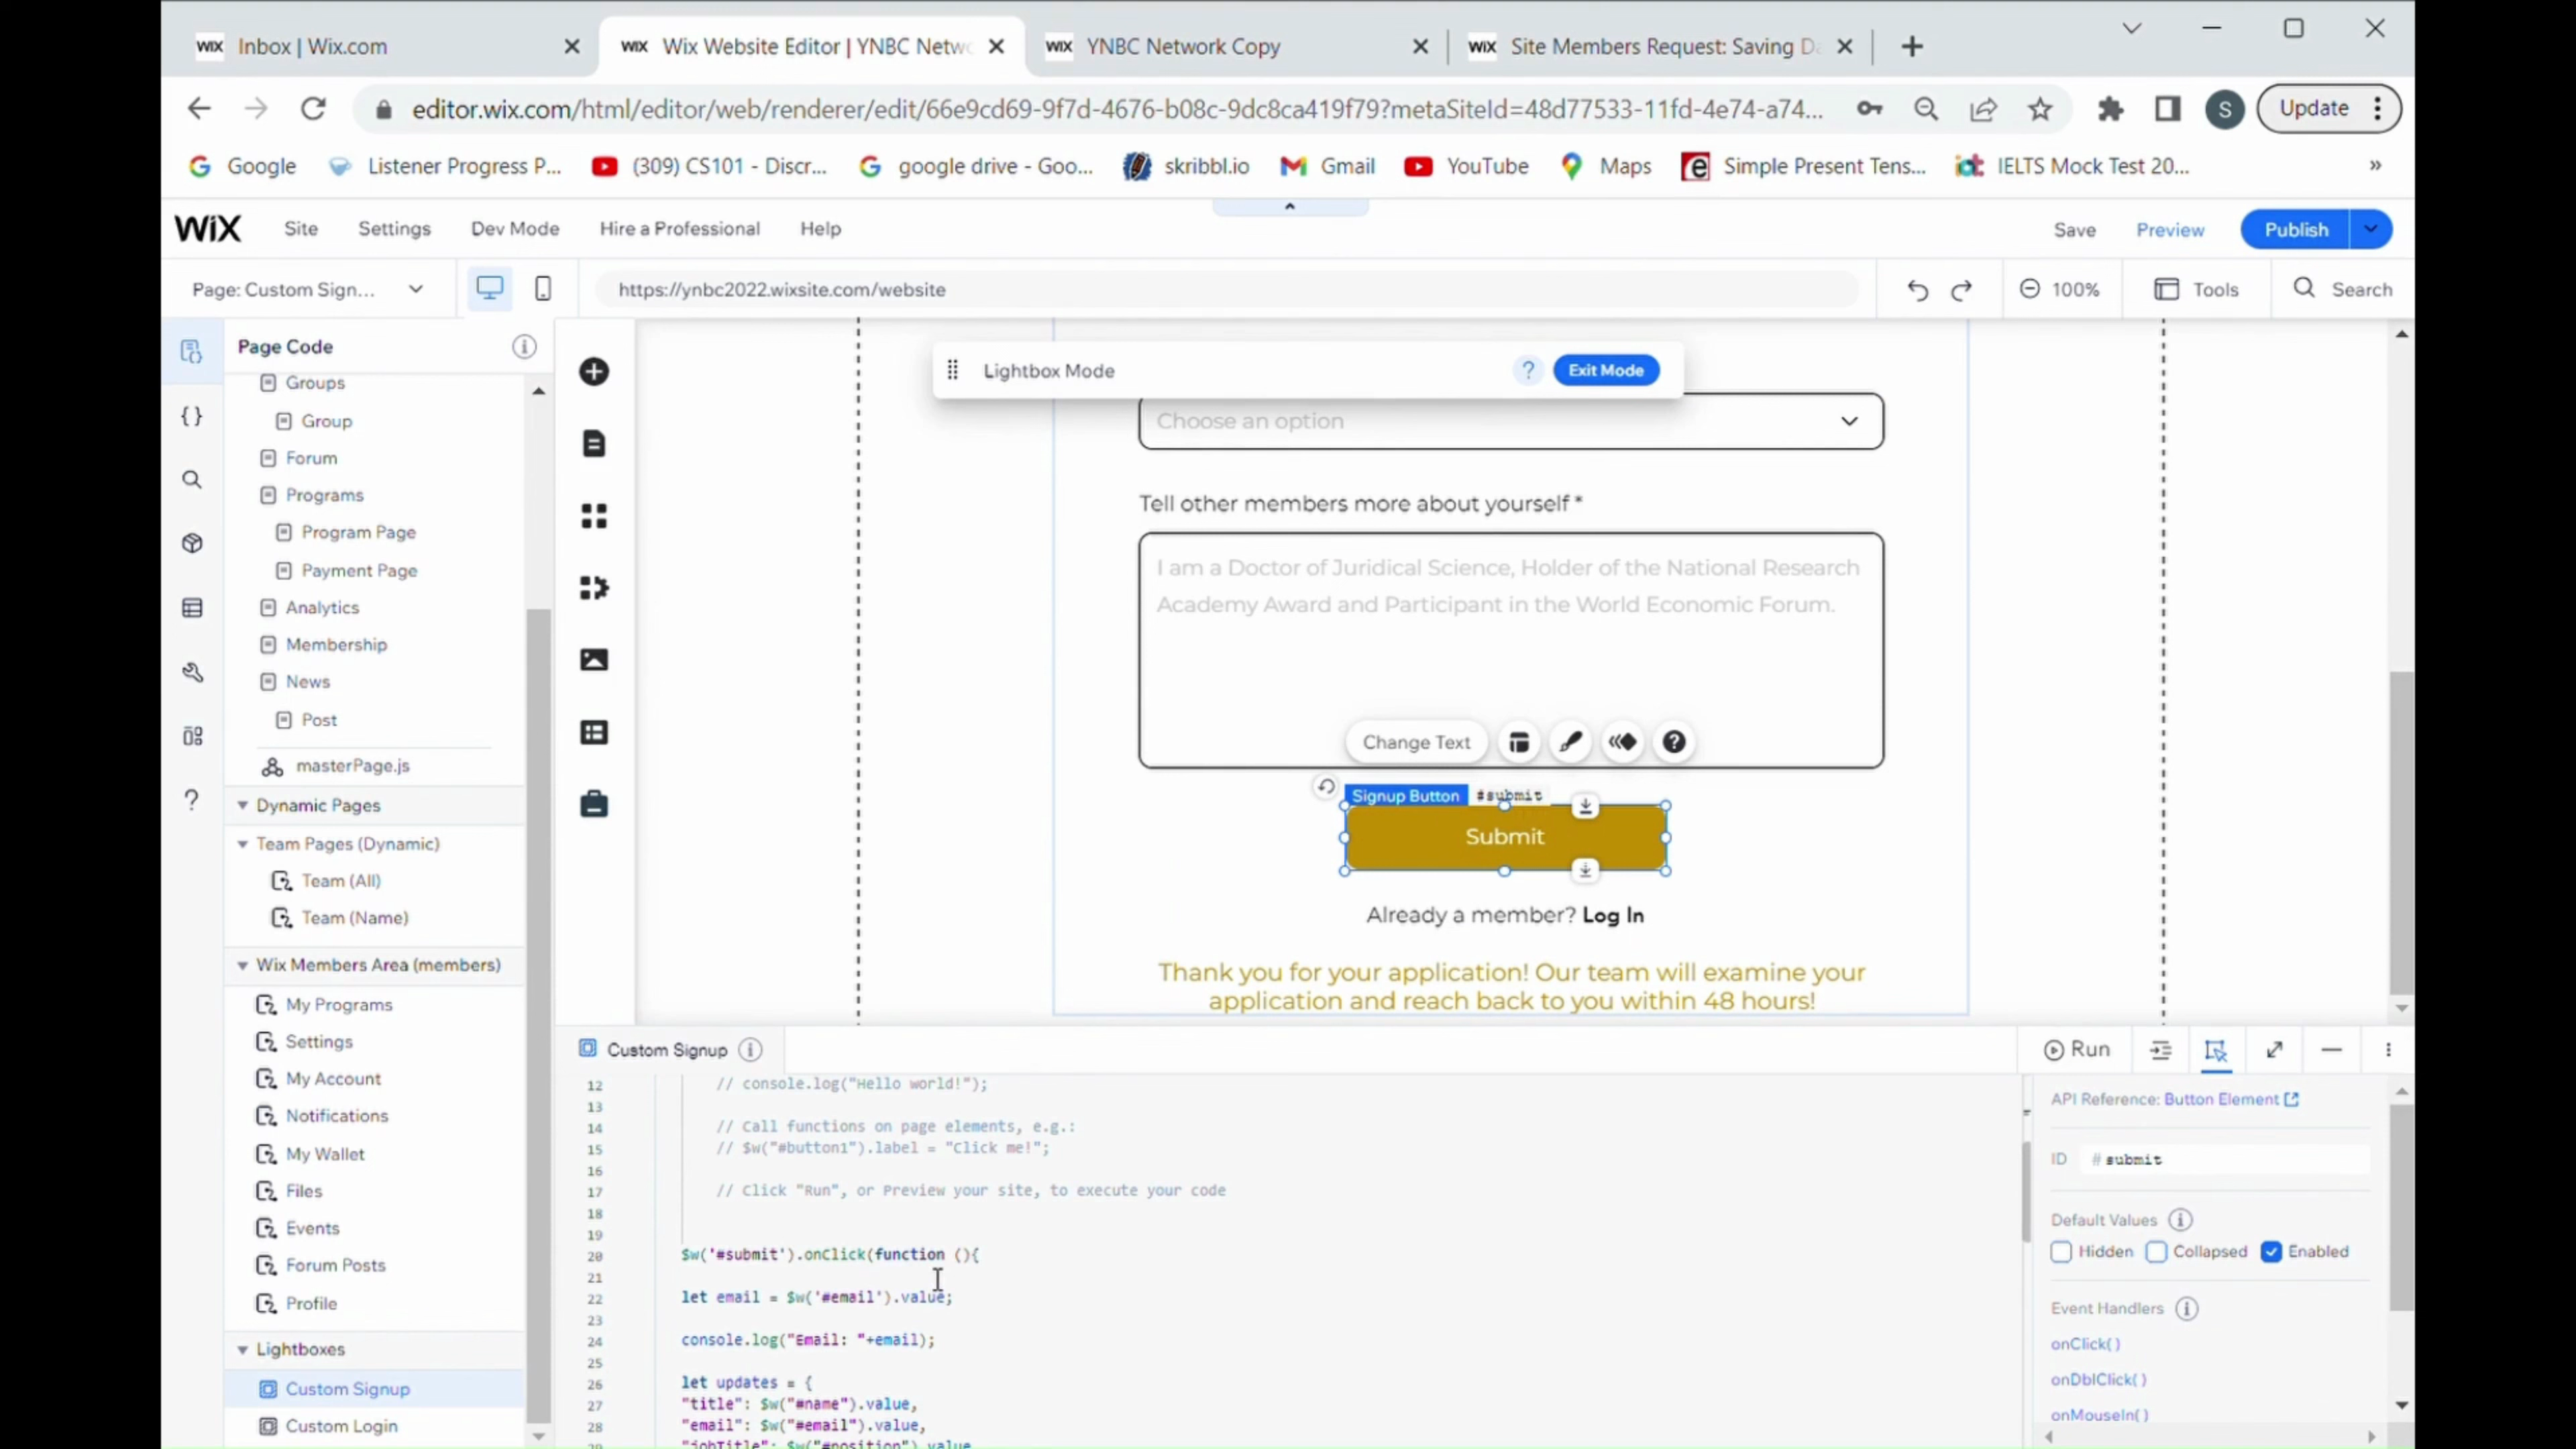 WIX Inbox | Wix.com
WIX Wix Website Editor | YNBC Netwo
WIX YNBC Network Copy
WIX Site Members Request: Saving Da
editor.wix.com/html/editor/web/renderer/edit/66e9cd69-9f7d-4676-b08c-9dc8ca419f79?metaSiteId=48d77533-11fd-4e74-a74...
S
Update
Google
Listener Progress P...
(309) CS101 - Discr...
google drive - Goo...
skribbl.io
Gmail
YouTube
Maps
Simple Present Tens...
IELTS Mock Test 20...
»
WiX Site Settings Dev Mode Hire a Professional Help
Save Preview Publish
Page: Custom Sign...
https://ynbc2022.wixsite.com/website
100% Tools Search
Page Code
Groups
Group
Forum
Programs
Program Page
Payment Page
Analytics
Membership
News
Post
masterPage.js
Dynamic Pages
Team Pages (Dynamic)
Team (All)
Team (Name)
Wix Members Area (members)
My Programs
Settings
My Account
Notifications
My Wallet
Files
Events
Forum Posts
Profile
Lightboxes
Custom Signup
Custom Login
Lightbox Mode ? Exit Mode
Choose an option
Tell other members more about yourself *
I am a Doctor of Juridical Science, Holder of the National Research
Academy Award and Participant in the World Economic Forum.
Change Text
Signup Button #submit
Submit
Already a member? Log In
Thank you for your application! Our team will examine your
application and reach back to you within 48 hours!
Custom Signup
Run
12 // console.log("Hello world!");
13
14 // Call functions on page elements, e.g.:
15 // $w("#button1").label = "Click me!";
16
17 // Click "Run", or Preview your site, to execute your code
18
19
20 $w('#submit').onClick(function (){
21
22 let email = $w('#email').value;
23
24 console.log("Email: "+email);
25
26 let updates = {
27 "title": $w("#name").value,
28 "email": $w("#email").value,
29 "jobTitle": $w("#position").value
API Reference: Button Element
ID # submit
Default Values
Hidden Collapsed Enabled
Event Handlers
onClick()
onDblClick()
onMouseIn()